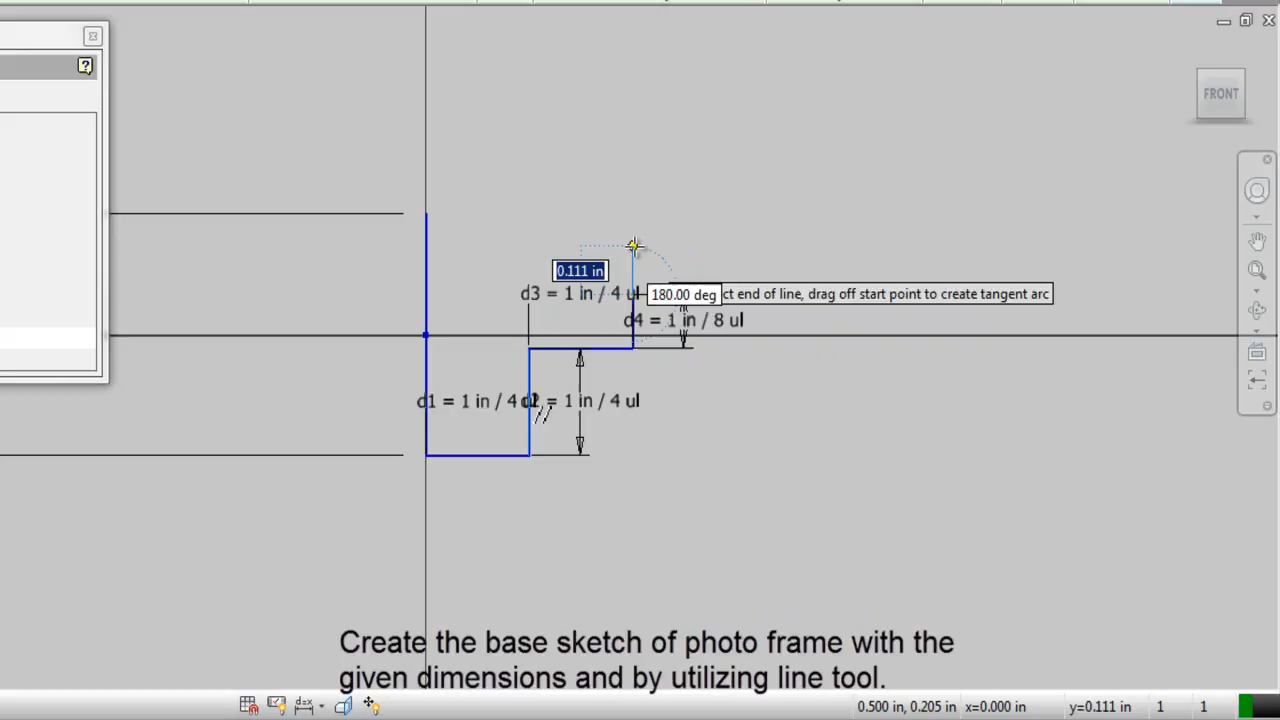 FRONT
0.111 in
d3 = 1 in / 4 ul
180.00 deg
ct end of line, drag off start point to create tangent arc
d4 = 1 in / 8 ul
d1 = 1 in / 4
= 1 in / 4 ul
Create the base sketch of photo frame with the
given dimensions and by utilizing line tool.
0.500 in, 0.205 in x=0.000 in y=0.111 in 1 1